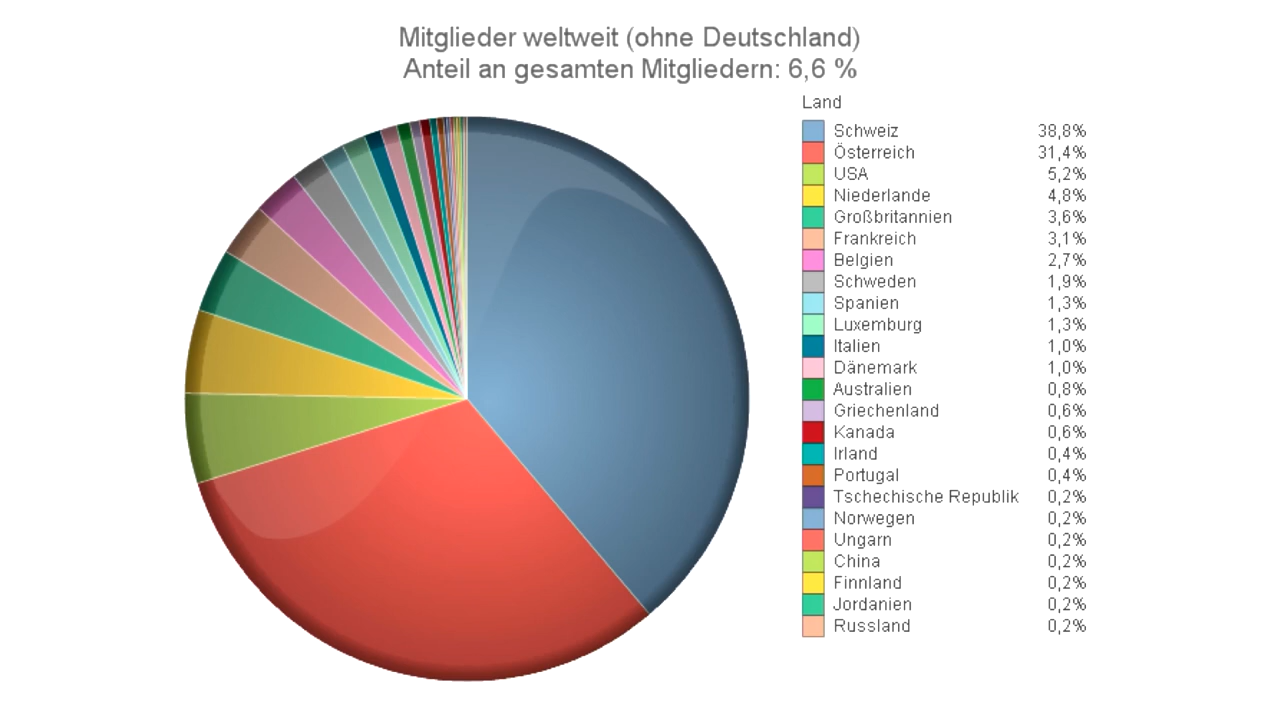 Mitglieder weltweit (ohne Deutschland)
Anteil an gesamten Mitgliedern: 6,6 %
Land
Schweiz 38,8%
Österreich 31,4%
USA 5,2%
Niederlande 4,8%
Großbritannien 3,6%
Frankreich 3,1%
Belgien 2,7%
Schweden 1,9%
Spanien 1,3%
Luxemburg 1,3%
Italien 1,0%
Dänemark 1,0%
Australien 0,8%
Griechenland 0,6%
Kanada 0,6%
Irland 0,4%
Portugal 0,4%
Tschechische Republik 0,2%
Norwegen 0,2%
Ungarn 0,2%
China 0,2%
Finnland 0,2%
Jordanien 0,2%
Russland 0,2%